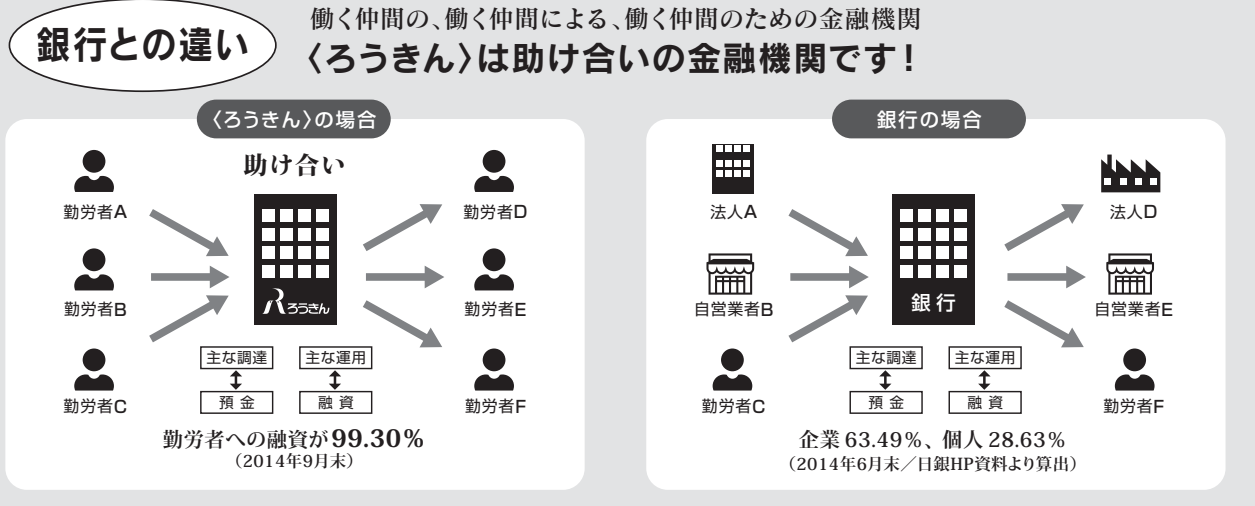 銀行との違い
働く仲間の、働く仲間による、働く仲間のための金融機関
〈ろうきん〉は助け合いの金融機関です!
〈ろうきん〉の場合
助け合い
勤労者A
勤労者B
勤労者C
Rろうきん
勤労者D
勤労者E
勤労者F
主な調達
主な運用
預金
融資
勤労者への融資が99.30%
(2014年9月末)
銀行の場合
法人A
自営業者B
勤労者C
銀行
法人D
自営業者E
勤労者F
主な調達
主な運用
預金
融資
企業 63.49%、個人 28.63%
(2014年6月末/日銀HP資料より算出)